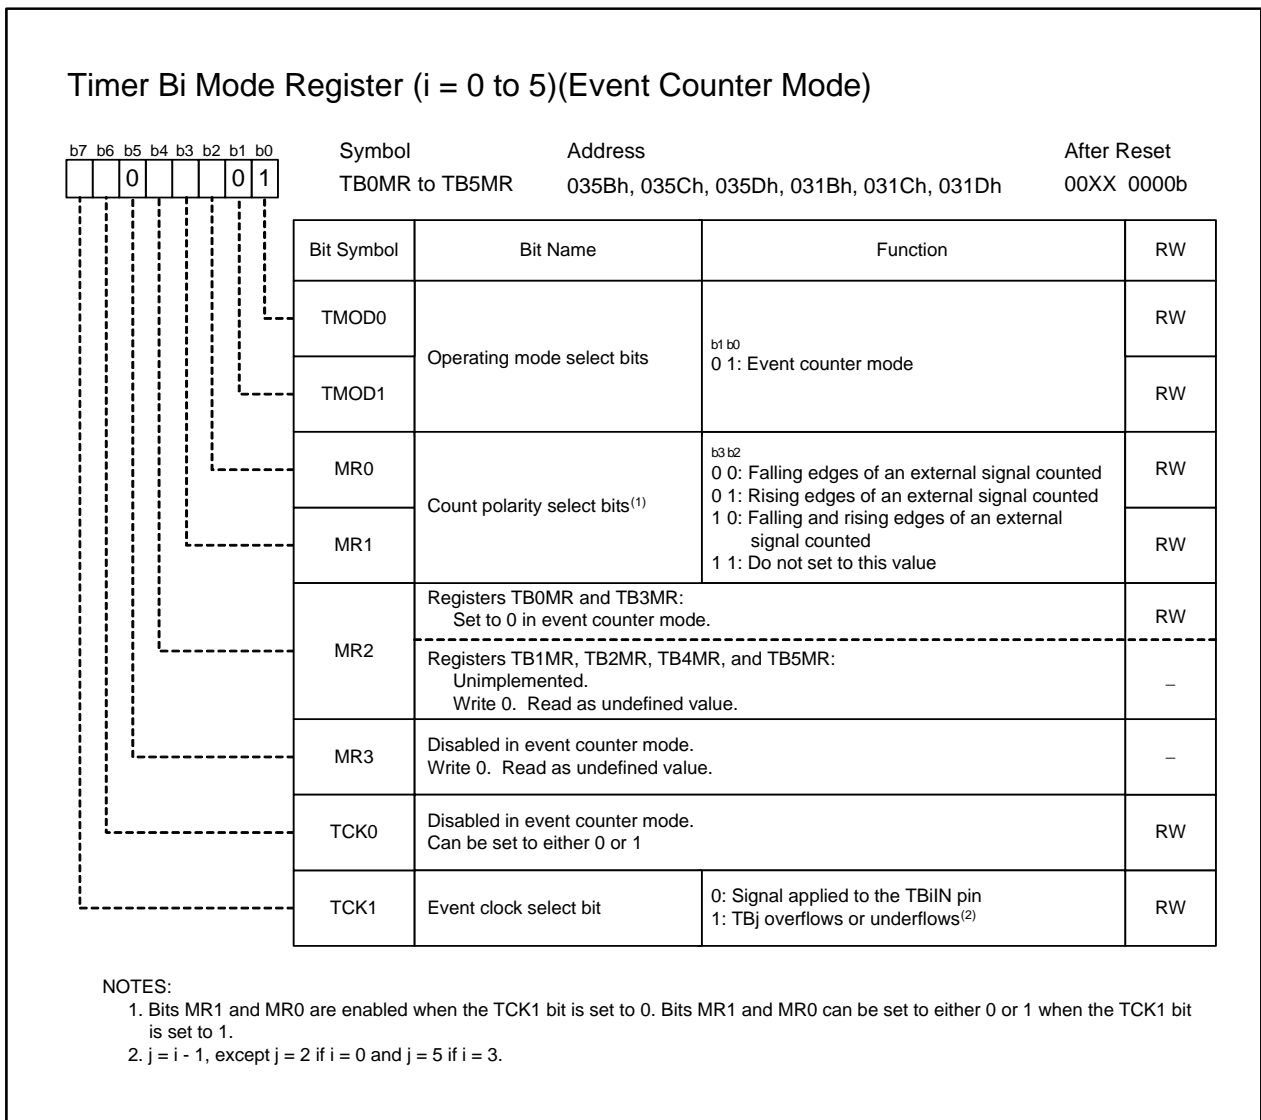 Timer Bi Mode Register (i = 0 to 5)(Event Counter Mode)
b7 b6 b5 b4 b3 b2 b1 b0
0 0 1
Symbol Address After Reset
TB0MR to TB5MR 035Bh, 035Ch, 035Dh, 031Bh, 031Ch, 031Dh 00XX 0000b
Bit Symbol Bit Name Function RW
TMOD0 RW
Operating mode select bits
b1 b0
0 1: Event counter mode
TMOD1 RW
MR0 RW
Count polarity select bits(1)
b3 b2
0 0: Falling edges of an external signal counted
0 1: Rising edges of an external signal counted
1 0: Falling and rising edges of an external
signal counted
1 1: Do not set to this value
MR1 RW
MR2
Registers TB0MR and TB3MR:
Set to 0 in event counter mode.
RW
Registers TB1MR, TB2MR, TB4MR, and TB5MR:
Unimplemented.
Write 0. Read as undefined value.
–
MR3
Disabled in event counter mode.
Write 0. Read as undefined value.
–
TCK0
Disabled in event counter mode.
Can be set to either 0 or 1
RW
TCK1
Event clock select bit
0: Signal applied to the TBiIN pin
1: TBj overflows or underflows(2)
RW
NOTES:
1. Bits MR1 and MR0 are enabled when the TCK1 bit is set to 0. Bits MR1 and MR0 can be set to either 0 or 1 when the TCK1 bit
is set to 1.
2. j = i - 1, except j = 2 if i = 0 and j = 5 if i = 3.